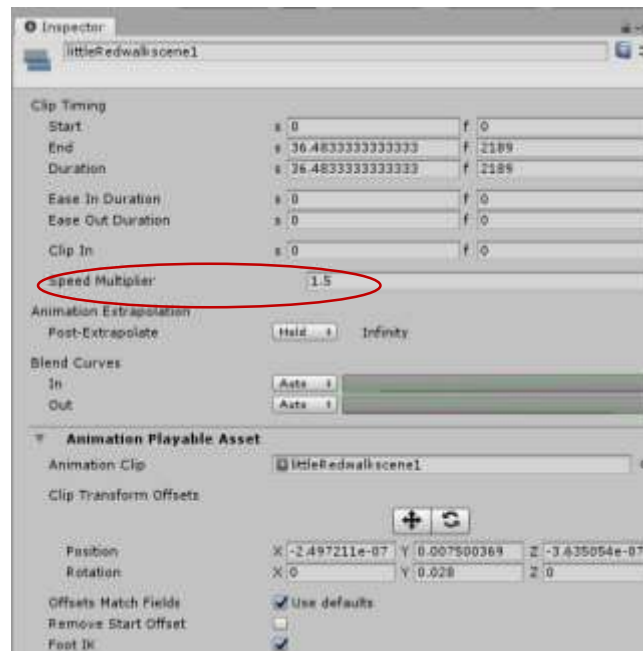 Inspector
littleRedwalkscene1
Clip Timing
Start s 0 f 0
End s 36.4833333333333 f 2189
Duration s 36.4833333333333 f 2189
Ease In Duration s 0 f 0
Ease Out Duration s 0 f 0
Clip In s 0 f 0
Speed Multiplier 1.5
Animation Extrapolation
Post-Extrapolate Hold Infinity
Blend Curves
In Auto
Out Auto
Animation Playable Asset
Animation Clip littleRedwalkscene1
Clip Transform Offsets
Position X -2.497211e-07 Y 0.007500369 Z -3.635054e-07
Rotation X 0 Y 0.028 Z 0
Offsets Match Fields Use defaults
Remove Start Offset
Foot IK